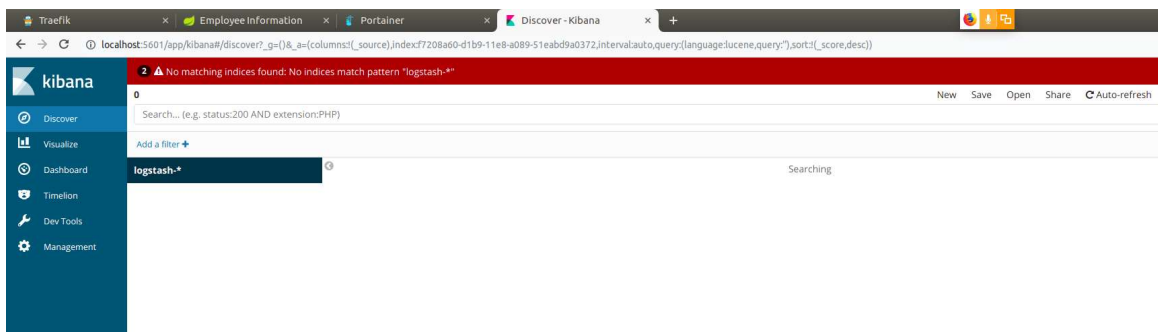 Traefik
Employee Information
Portainer
Discover - Kibana
localhost:5601/app/kibana#/discover?_g=()&_a=(columns:!(_source),index:f7208a60-d1b9-11e8-a089-51eabd9a0372,interval:auto,query:(language:lucene,query:''),sort:!(_score,desc))
kibana
2 No matching indices found: No indices match pattern "logstash-*"
0
New Save Open Share Auto-refresh
Search... (e.g. status:200 AND extension:PHP)
Add a filter +
logstash-*
Searching
Discover
Visualize
Dashboard
Timelion
Dev Tools
Management